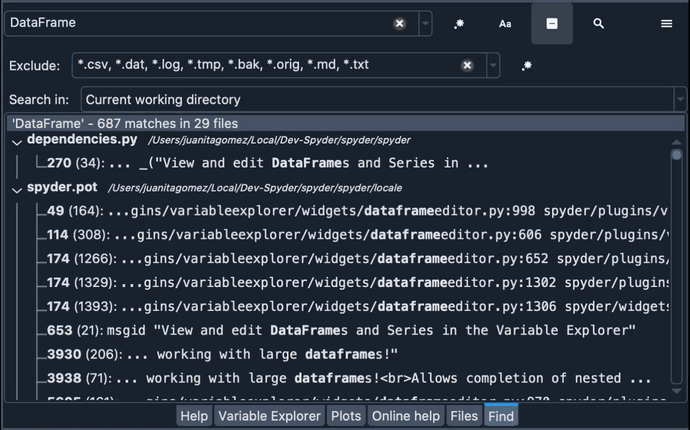 DataFrame
.* Aa
Exclude: *.csv, *.dat, *.log, *.tmp, *.bak, *.orig, *.md, *.txt .*
Search in: Current working directory
'DataFrame' - 687 matches in 29 files
dependencies.py /Users/juanitagomez/Local/Dev-Spyder/spyder/spyder
270 (34): ... _("View and edit DataFrames and Series in ...
spyder.pot /Users/juanitagomez/Local/Dev-Spyder/spyder/spyder/locale
49 (164): ...gins/variableexplorer/widgets/dataframeeditor.py:998 spyder/plugins/v
114 (308): ...gins/variableexplorer/widgets/dataframeeditor.py:606 spyder/plugins/v
174 (1266): ...gins/variableexplorer/widgets/dataframeeditor.py:652 spyder/plugins/
174 (1329): ...gins/variableexplorer/widgets/dataframeeditor.py:1302 spyder/plugins
174 (1393): ...gins/variableexplorer/widgets/dataframeeditor.py:1306 spyder/widgets
653 (21): msgid "View and edit DataFrames and Series in the Variable Explorer"
3930 (206): ... working with large dataframes!"
3938 (71): ... working with large dataframes!<br>Allows completion of nested ...
Help Variable Explorer Plots Online help Files Find